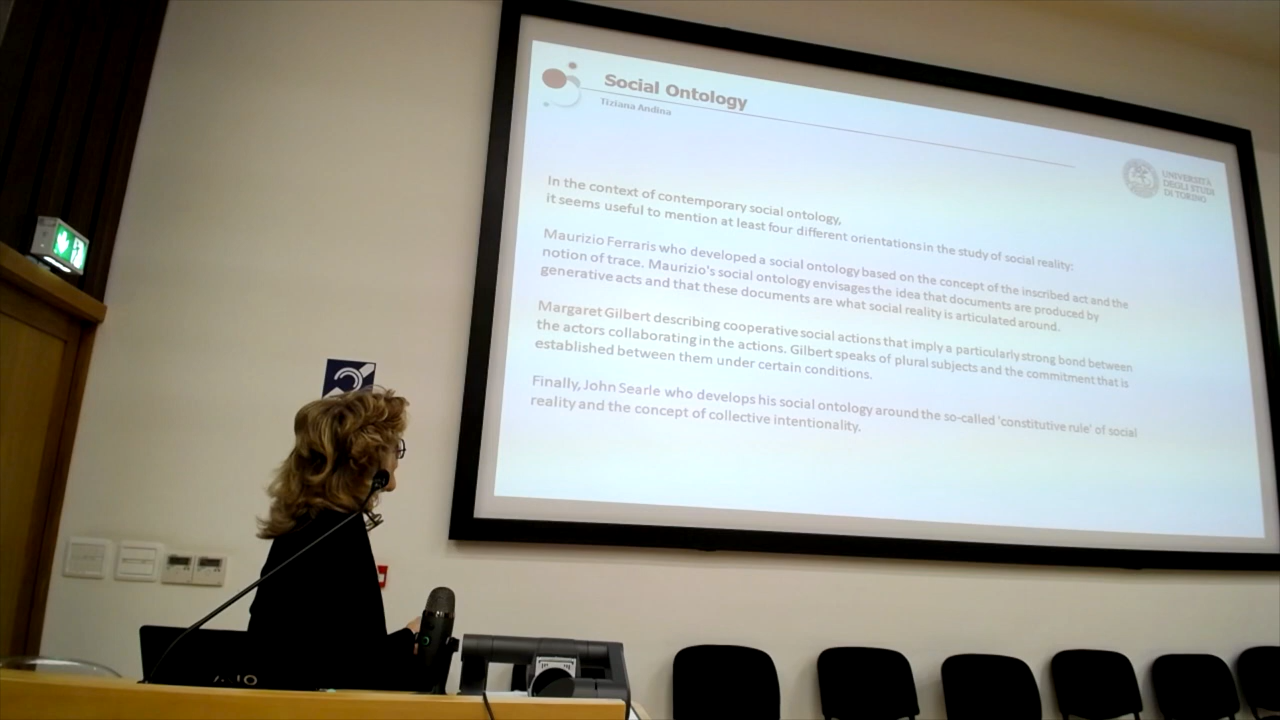 Social Ontology
Tiziana Andina
UNIVERSITÀ
DEGLI STUDI
DI TORINO
In the context of contemporary social ontology,
it seems useful to mention at least four different orientations in the study of social reality:
Maurizio Ferraris who developed a social ontology based on the concept of the inscribed act and the
notion of trace. Maurizio's social ontology envisages the idea that documents are produced by
generative acts and that these documents are what social reality is articulated around.
Margaret Gilbert describing cooperative social actions that imply a particularly strong bond between
the actors collaborating in the actions. Gilbert speaks of plural subjects and the commitment that is
established between them under certain conditions.
Finally, John Searle who develops his social ontology around the so-called 'constitutive rule' of social
reality and the concept of collective intentionality.